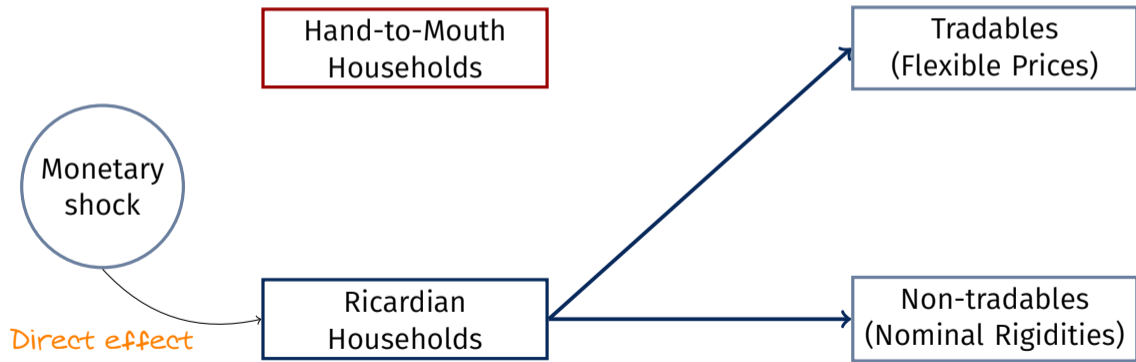 Hand-to-Mouth
Households
Tradables
(Flexible Prices)
Monetary
shock
Direct effect
Ricardian
Households
Non-tradables
(Nominal Rigidities)